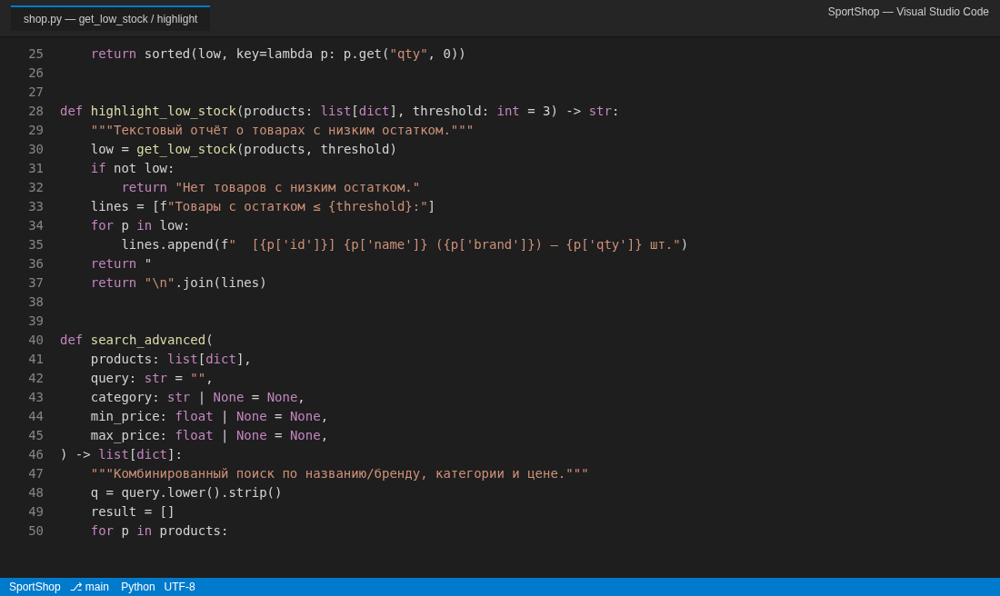 shop.py — get_low_stock / highlight
SportShop — Visual Studio Code
25     return sorted(low, key=lambda p: p.get("qty", 0))
26
27
28 def highlight_low_stock(products: list[dict], threshold: int = 3) -> str:
29     """Текстовый отчёт о товарах с низким остатком."""
30     low = get_low_stock(products, threshold)
31     if not low:
32         return "Нет товаров с низким остатком."
33     lines = [f"Товары с остатком ≤ {threshold}:"]
34     for p in low:
35         lines.append(f"  [{p['id']}] {p['name']} ({p['brand']}) — {p['qty']} шт.")
36     return "
37     return "\n".join(lines)
38
39
40 def search_advanced(
41     products: list[dict],
42     query: str = "",
43     category: str | None = None,
44     min_price: float | None = None,
45     max_price: float | None = None,
46 ) -> list[dict]:
47     """Комбинированный поиск по названию/бренду, категории и цене."""
48     q = query.lower().strip()
49     result = []
50     for p in products:
SportShop ⎇ main Python UTF-8